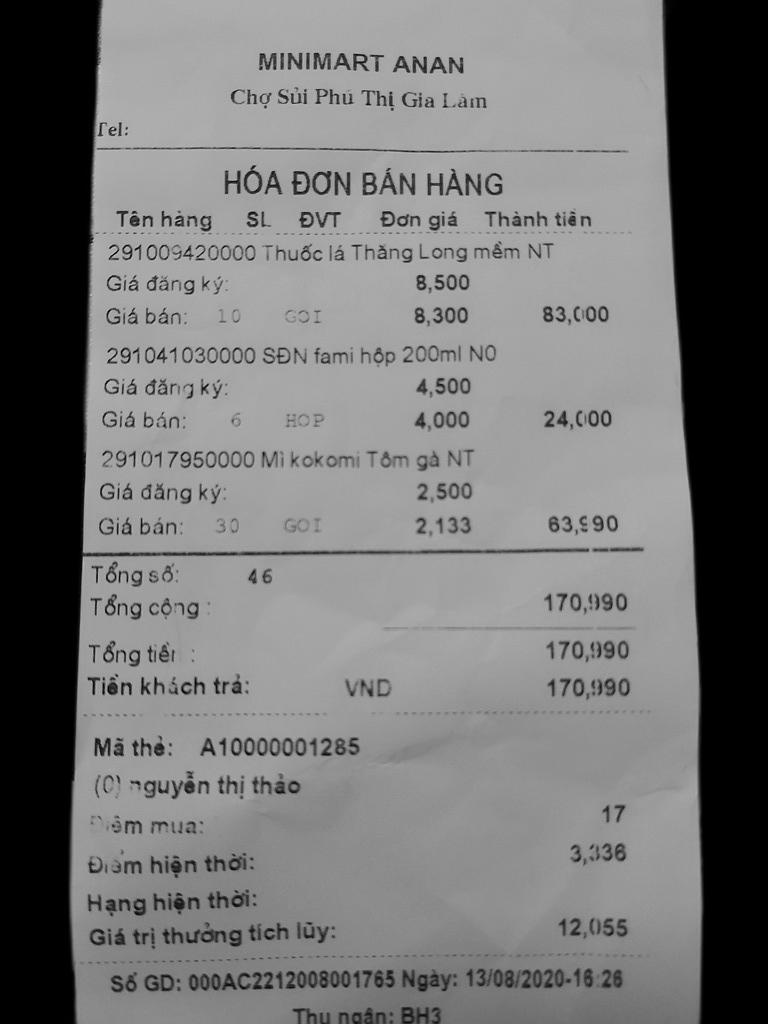 MINIMART ANAN
Chợ Sủi Phú Thị Gia Lâm
Tel:
HÓA ĐƠN BÁN HÀNG
Tên hàng SL ĐVT Đơn giá Thành tiền
291009420000 Thuốc lá Thăng Long mềm NT
Giá đăng ký: 8,500
Giá bán: 10 GOI 8,300 83,000
291041030000 SĐN fami hộp 200ml N0
Giá đăng ký: 4,500
Giá bán: 6 HOP 4,000 24,000
291017950000 Mì kokomi Tôm gà NT
Giá đăng ký: 2,500
Giá bán: 30 GOI 2,133 63,990
Tổng số: 46
Tổng cộng : 170,990
Tổng tiền : 170,990
Tiền khách trả: VND 170,990
Mã thẻ: A10000001285
(0) nguyễn thị thảo
Điểm mua: 17
Điểm hiện thời: 3,336
Hạng hiện thời:
Giá trị thưởng tích lũy: 12,055
Số GD: 000AC2212008001765 Ngày: 13/08/2020-16:26
Thu ngân: BH3